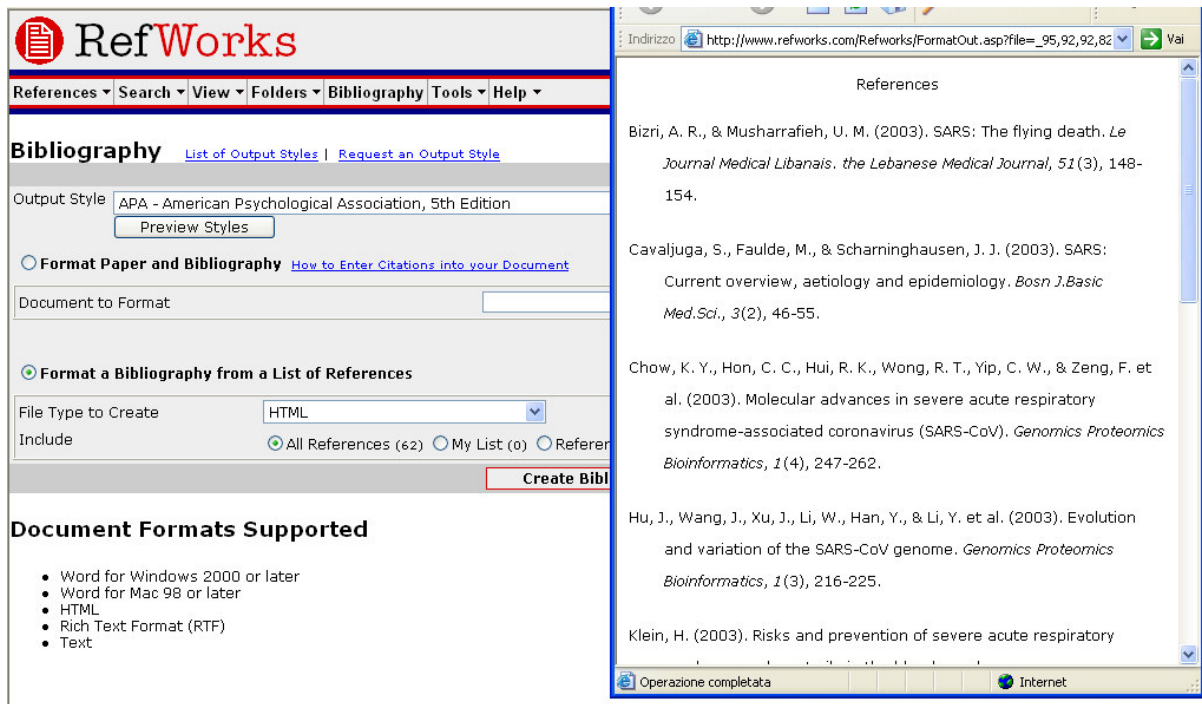 RefWorks
References Search View Folders Bibliography Tools Help
Bibliography List of Output Styles | Request an Output Style
Output Style APA - American Psychological Association, 5th Edition
Preview Styles
Format Paper and Bibliography How to Enter Citations into your Document
Document to Format
Format a Bibliography from a List of References
File Type to Create HTML
Include All References (62) My List (0) Referer
Create Bibl
Document Formats Supported
• Word for Windows 2000 or later
• Word for Mac 98 or later
• HTML
• Rich Text Format (RTF)
• Text
Indirizzo http://www.refworks.com/Refworks/FormatOut.asp?file=_95,92,92,82 Vai
References
Bizri, A. R., & Musharrafieh, U. M. (2003). SARS: The flying death. Le
Journal Medical Libanais. the Lebanese Medical Journal, 51(3), 148-
154.
Cavaljuga, S., Faulde, M., & Scharninghausen, J. J. (2003). SARS:
Current overview, aetiology and epidemiology. Bosn J.Basic
Med.Sci., 3(2), 46-55.
Chow, K. Y., Hon, C. C., Hui, R. K., Wong, R. T., Yip, C. W., & Zeng, F. et
al. (2003). Molecular advances in severe acute respiratory
syndrome-associated coronavirus (SARS-CoV). Genomics Proteomics
Bioinformatics, 1(4), 247-262.
Hu, J., Wang, J., Xu, J., Li, W., Han, Y., & Li, Y. et al. (2003). Evolution
and variation of the SARS-CoV genome. Genomics Proteomics
Bioinformatics, 1(3), 216-225.
Klein, H. (2003). Risks and prevention of severe acute respiratory
Operazione completata Internet